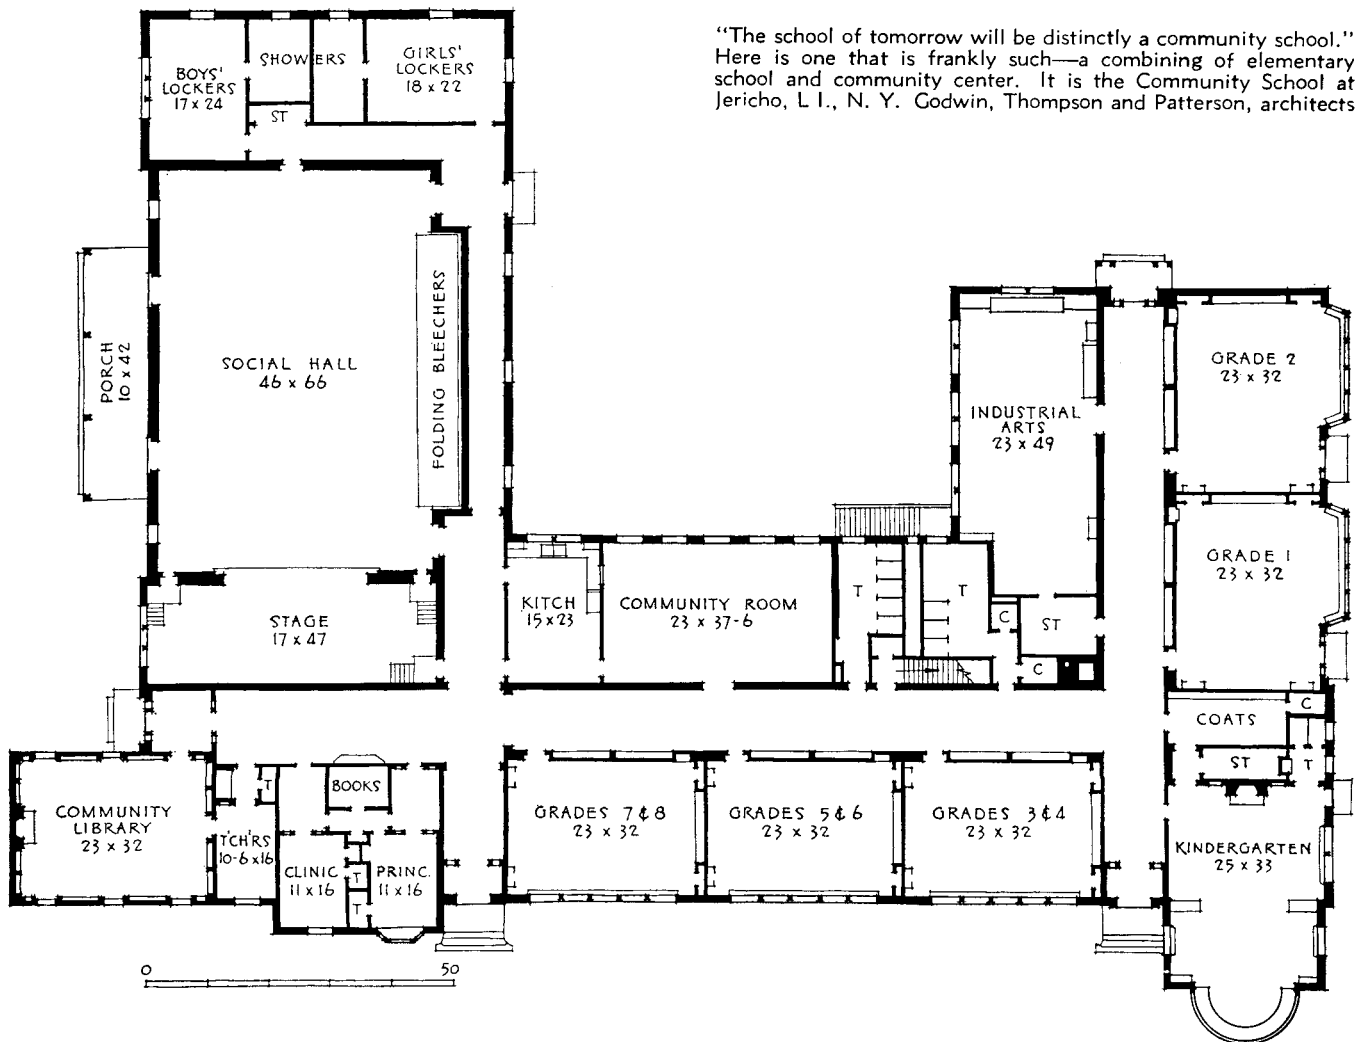 "The school of tomorrow will be distinctly a community school."
Here is one that is frankly such—a combining of elementary
school and community center. It is the Community School at
Jericho, L I., N. Y. Godwin, Thompson and Patterson, architects
BOYS'
LOCKERS
17 x 24
SHOWERS
ST
GIRLS'
LOCKERS
18 x 22
PORCH
10 x 42
SOCIAL HALL
46 x 66
FOLDING BLEECHERS
STAGE
17 x 47
KITCH
15 x 23
COMMUNITY ROOM
23 x 37-6
T
T
C
ST
C
INDUSTRIAL
ARTS
23 x 49
GRADE 2
23 x 32
GRADE 1
23 x 32
COATS
C
ST
T
KINDERGARTEN
25 x 33
COMMUNITY
LIBRARY
23 x 32
T
T'CH'RS
10-6 x 16
BOOKS
CLINIC
11 x 16
T
T
PRINC.
11 x 16
GRADES 7 & 8
23 x 32
GRADES 5 & 6
23 x 32
GRADES 3 & 4
23 x 32
0
50